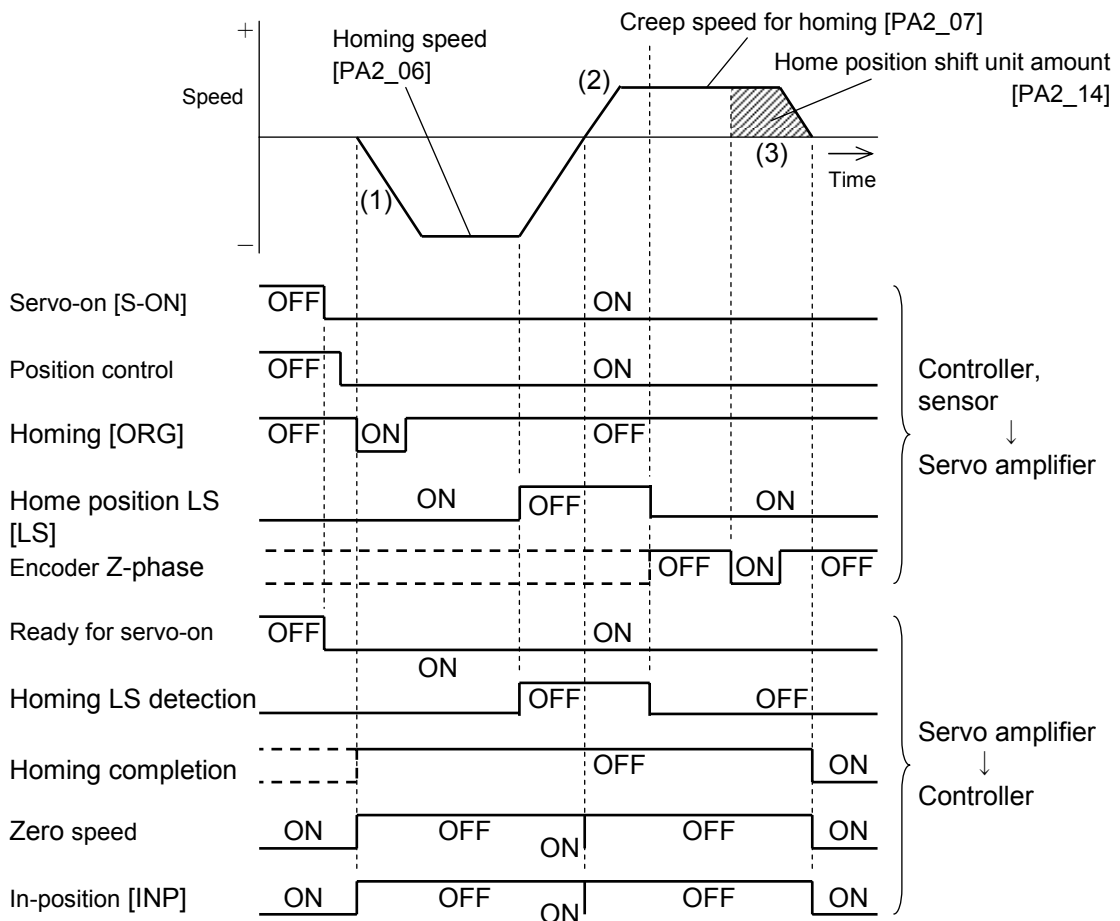 Creep speed for homing [PA2_07]
+
Homing speed
[PA2_06]
(2)
Home position shift unit amount
[PA2_14]
Speed
(1)
(3)
Time
−
Servo-on [S-ON]
OFF
ON
Position control
OFF
ON
Homing [ORG]
OFF
ON
OFF
Home position LS
[LS]
ON
OFF
ON
Encoder Z-phase
OFF
ON
OFF
Controller,
sensor
↓
Servo amplifier
Ready for servo-on
OFF
ON
ON
Homing LS detection
OFF
OFF
Homing completion
OFF
ON
Zero speed
ON
OFF
ON
OFF
ON
In-position [INP]
ON
OFF
ON
OFF
ON
Servo amplifier
↓
Controller